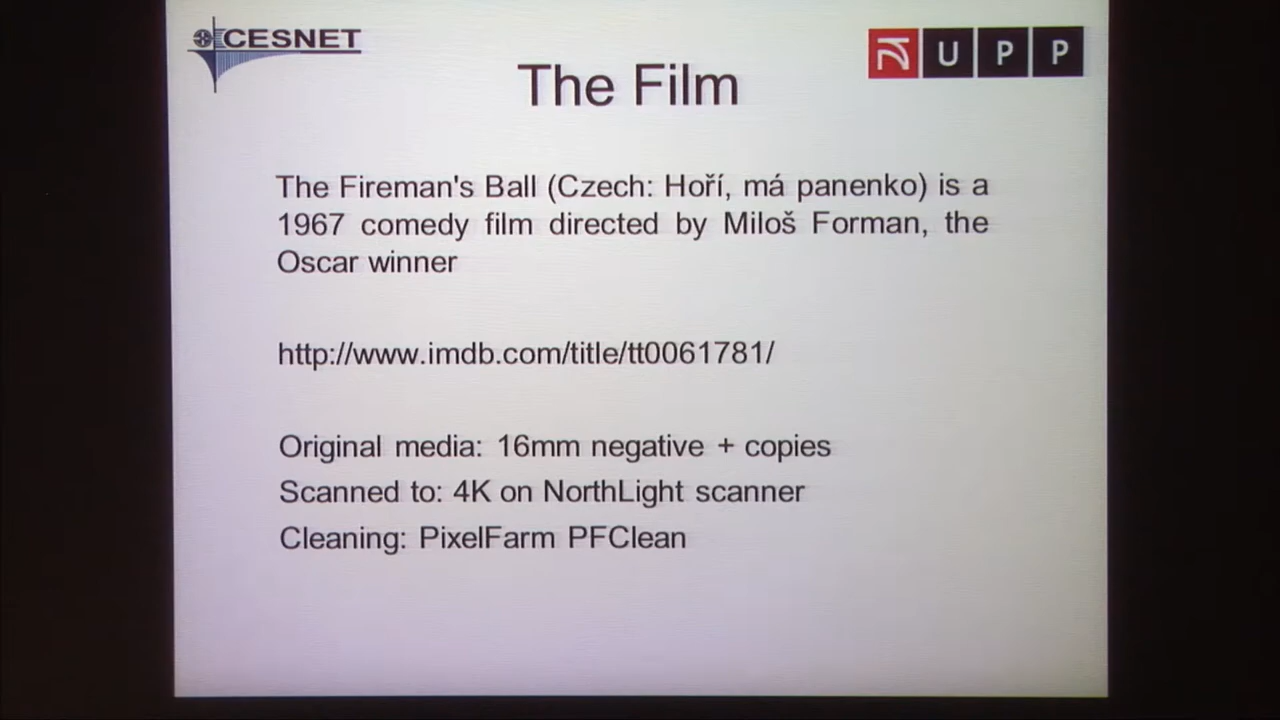 CESNET
UPP
The Film
The Fireman's Ball (Czech: Hoří, má panenko) is a
1967 comedy film directed by Miloš Forman, the
Oscar winner
http://www.imdb.com/title/tt0061781/
Original media: 16mm negative + copies
Scanned to: 4K on NorthLight scanner
Cleaning: PixelFarm PFClean